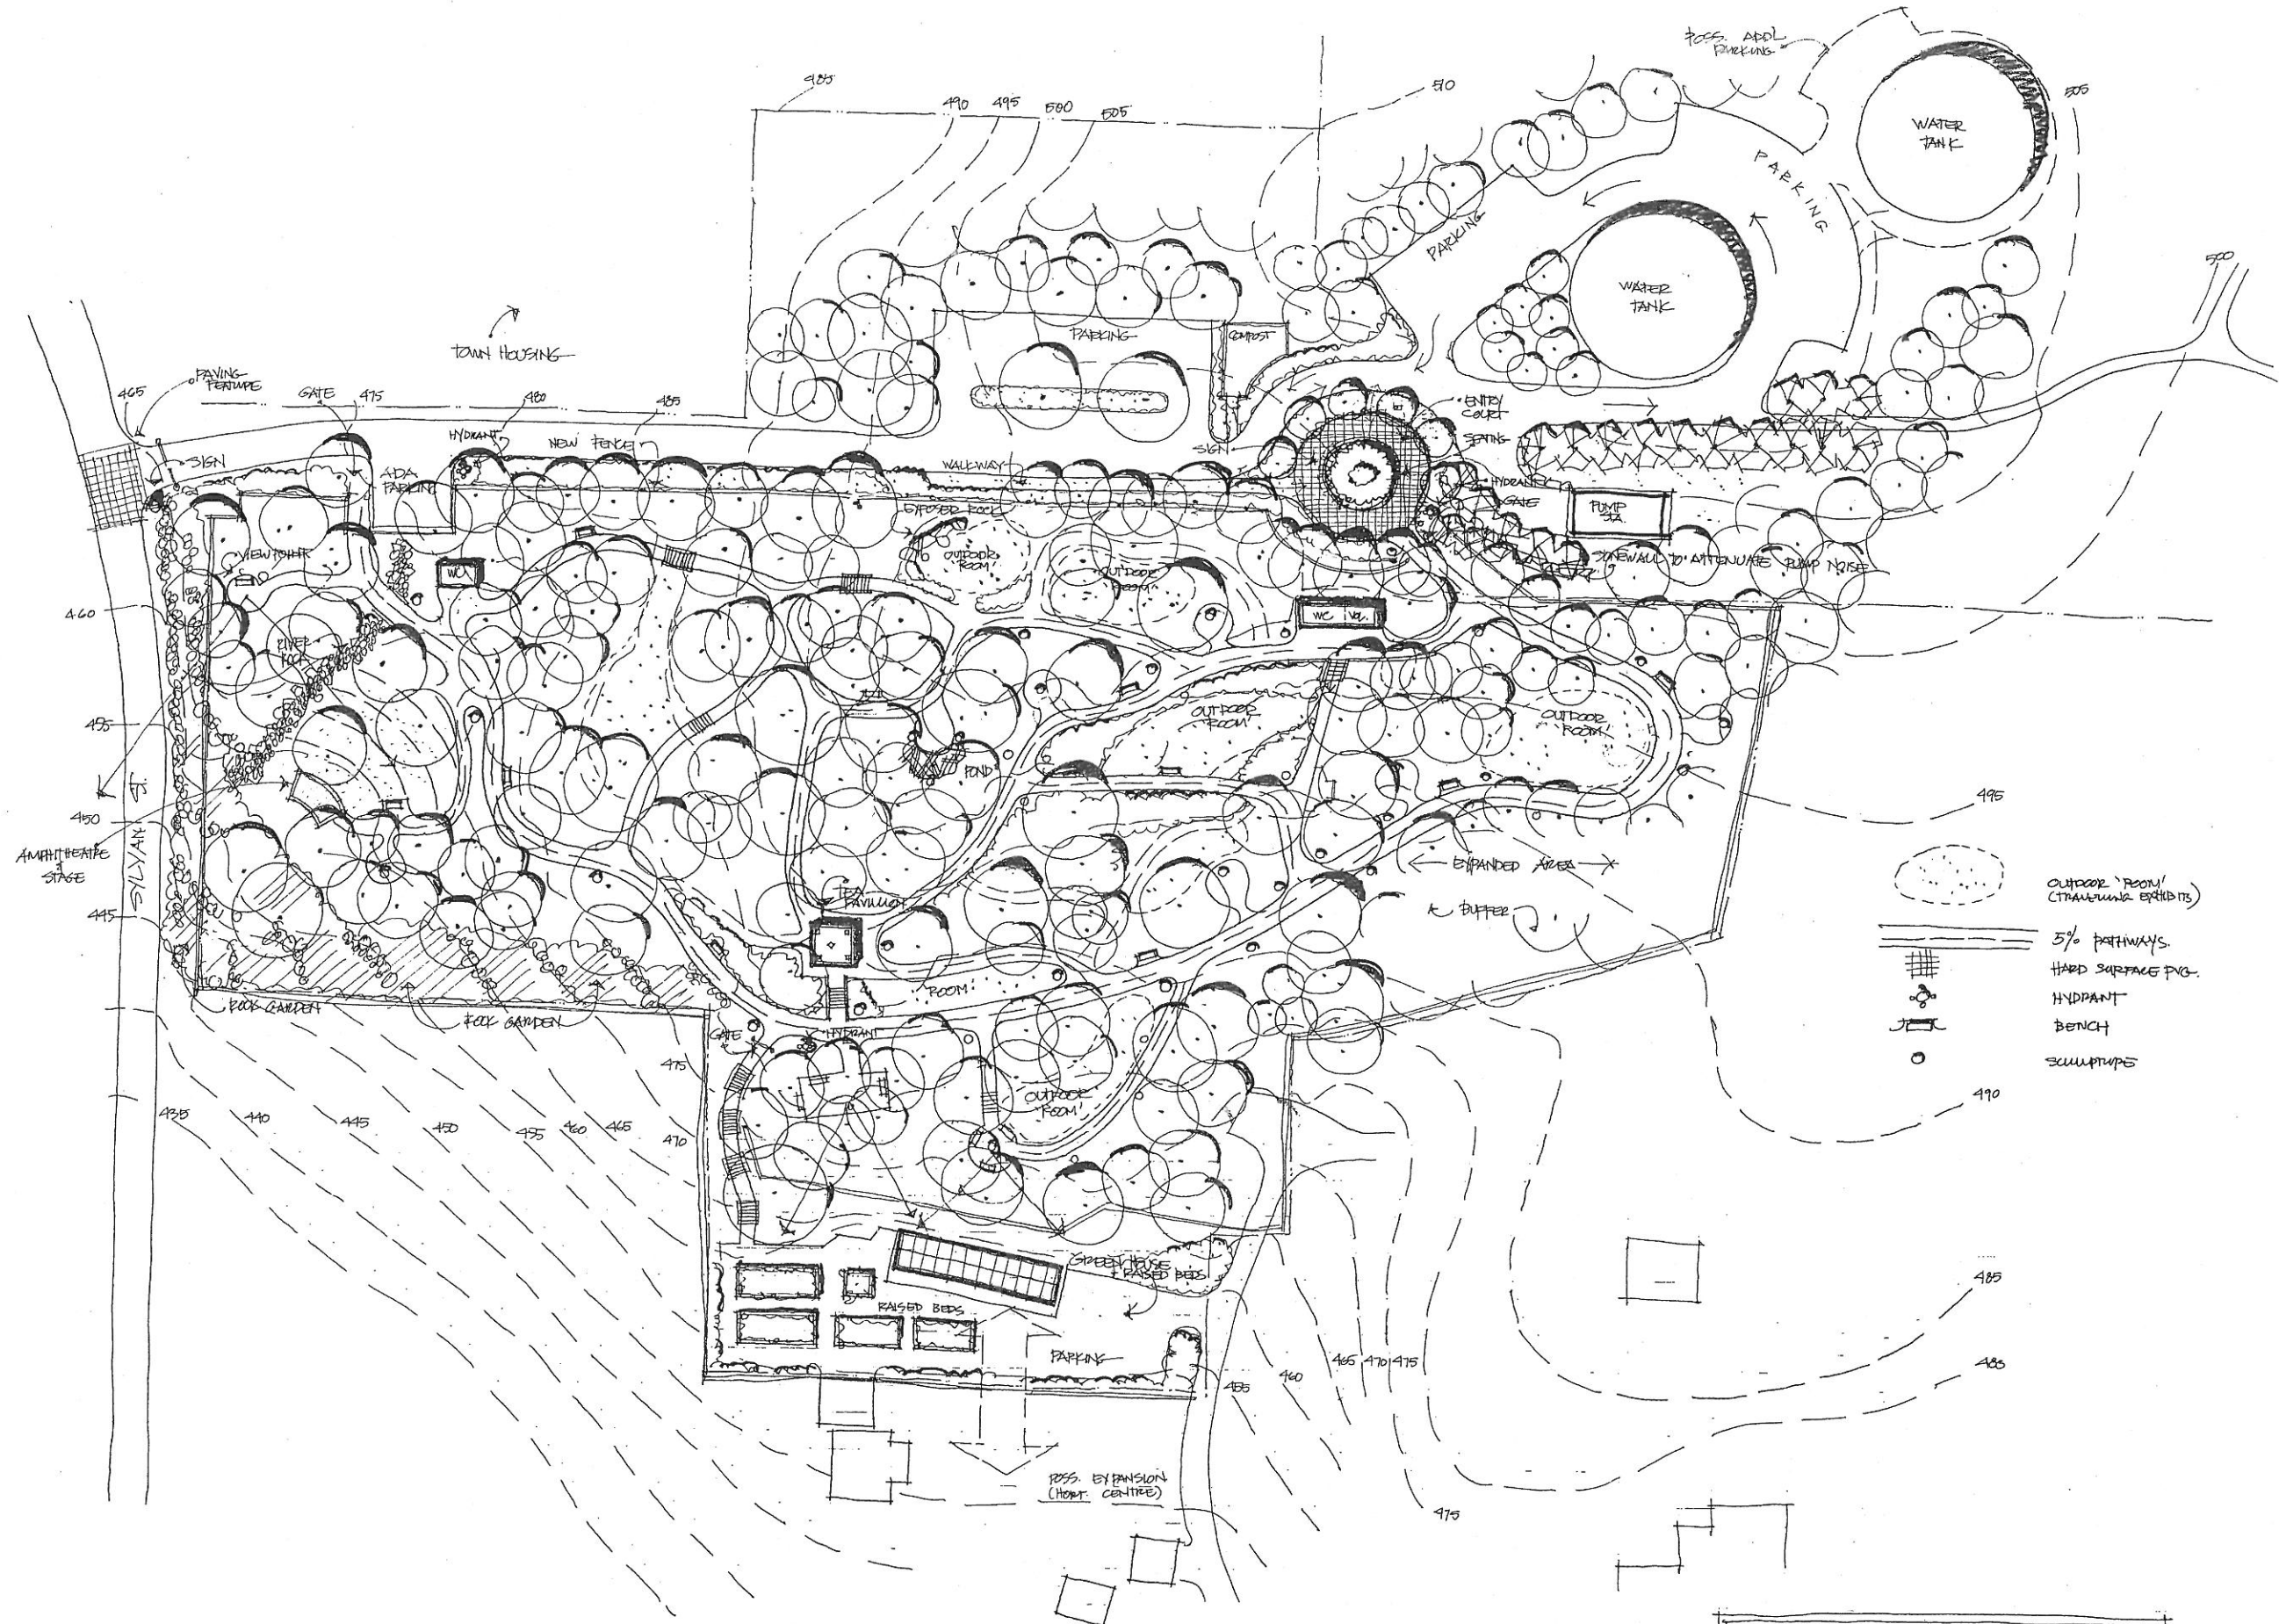 POSS. ADD'L
PARKING
485
490
495
500
505
510
505
WATER
TANK
PARKING
PARKING
WATER
TANK
500
TOWN HOUSING
PARKING
COMPOST
PAVING
FEATURE
465
GATE
475
480
485
ENTRY
COURT
SEATING
SIGN
HYDRANT
NEW FENCE
WALKWAY
SIGN
ADA
PARKING
HYDRANT
GATE
EXPOSED ROCK
PUMP
STA.
VIEWPOINT
WC
OUTDOOR
'ROOM'
OUTDOOR
'ROOM'
STONEWALL TO ATTENUATE PUMP NOISE
460
WC
RIVER
ROCK
OUTDOOR
'ROOM'
OUTDOOR
'ROOM'
455
POND
ST.
495
450
SYLVAN
AMPHITHEATRE
STAGE
EXPANDED AREA
TEA
PAVILION
BUFFER
OUTDOOR 'ROOM'
(TRAVELLING EXHIBITS)
445
5% PATHWAYS.
HARD SURFACE PVG.
'ROOM'
HYDRANT
ROCK GARDEN
ROCK GARDEN
BENCH
GATE
HYDRANT
SCULPTURE
475
OUTDOOR
'ROOM'
490
435
440
445
450
455
460
465
470
GREENHOUSE
+ RAISED BEDS
485
RAISED BEDS
PARKING
465
470
475
485
460
455
POSS. EXPANSION
(HORT. CENTRE)
475